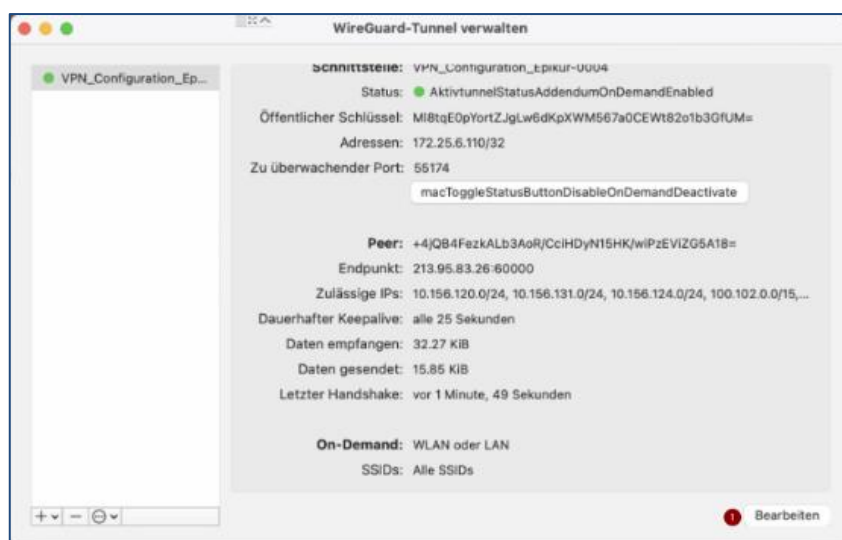 WireGuard-Tunnel verwalten
VPN_Configuration_Ep...
Schnittstelle: VPN_Configuration_Epikur-0004
Status: AktivtunnelStatusAddendumOnDemandEnabled
Öffentlicher Schlüssel: MI8tqE0pYortZJgLw6dKpXWM567a0CEWt82o1b3GfUM=
Adressen: 172.25.6.110/32
Zu überwachender Port: 55174
macToggleStatusButtonDisableOnDemandDeactivate
Peer: +4jQB4FezkALb3AoR/CciHDyN15HK/wiPzEViZG5A18=
Endpunkt: 213.95.83.26:60000
Zulässige IPs: 10.156.120.0/24, 10.156.131.0/24, 10.156.124.0/24, 100.102.0.0/15,...
Dauerhafter Keepalive: alle 25 Sekunden
Daten empfangen: 32.27 KiB
Daten gesendet: 15.85 KiB
Letzter Handshake: vor 1 Minute, 49 Sekunden
On-Demand: WLAN oder LAN
SSIDs: Alle SSIDs
1 Bearbeiten